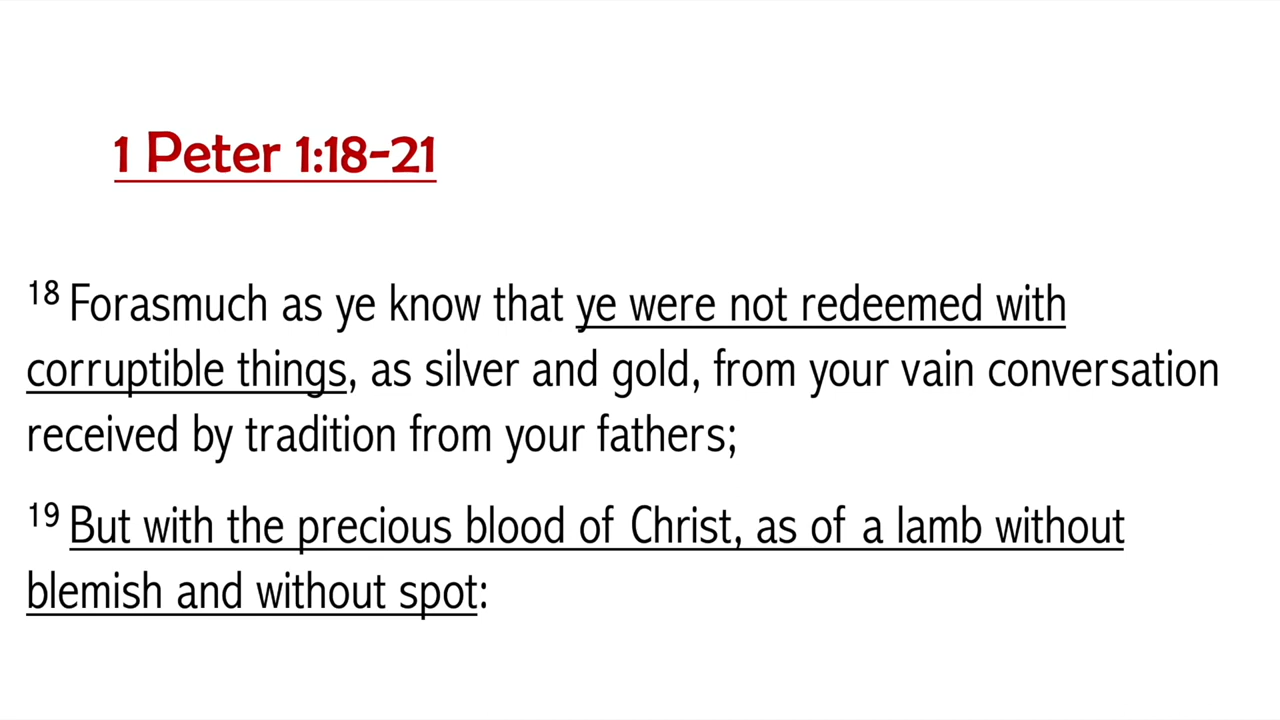 1 Peter 1:18-21
18 Forasmuch as ye know that ye were not redeemed with
corruptible things, as silver and gold, from your vain conversation
received by tradition from your fathers;
19 But with the precious blood of Christ, as of a lamb without
blemish and without spot: